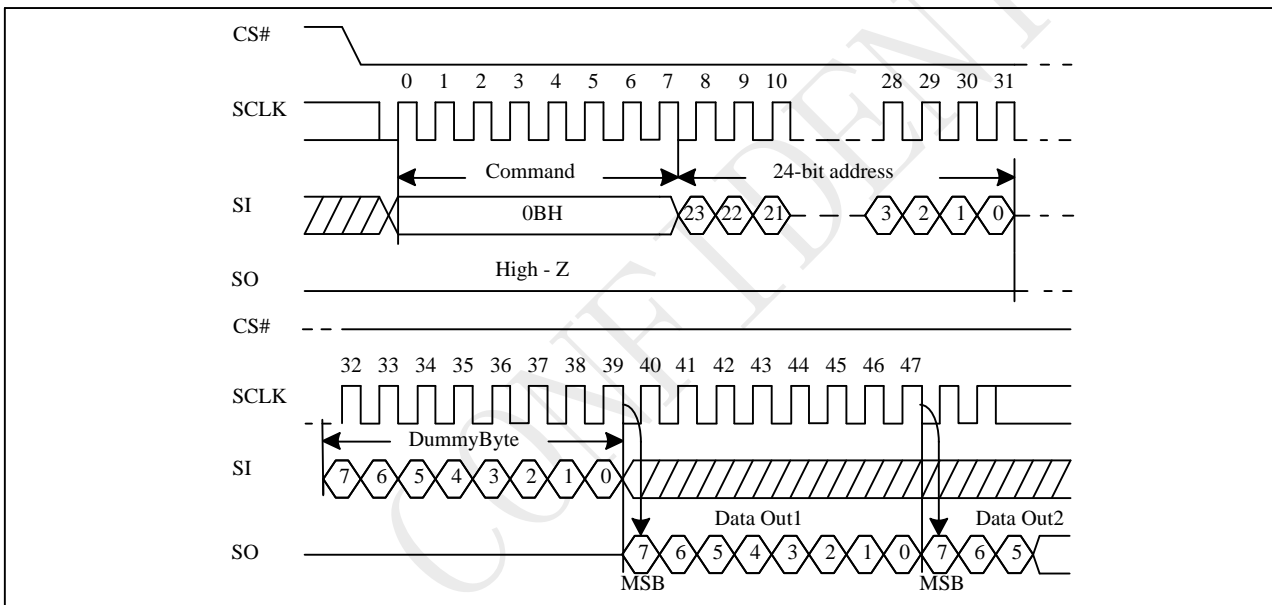 CS#
0 1 2 3 4 5 6 7 8 9 10 28 29 30 31
SCLK
Command 24-bit address
SI 0BH 23 22 21 3 2 1 0
High - Z
SO
CS#
32 33 34 35 36 37 38 39 40 41 42 43 44 45 46 47
SCLK
DummyByte
SI 7 6 5 4 3 2 1 0
Data Out1 Data Out2
SO 7 6 5 4 3 2 1 0 7 6 5
MSB MSB
CONFIDENT